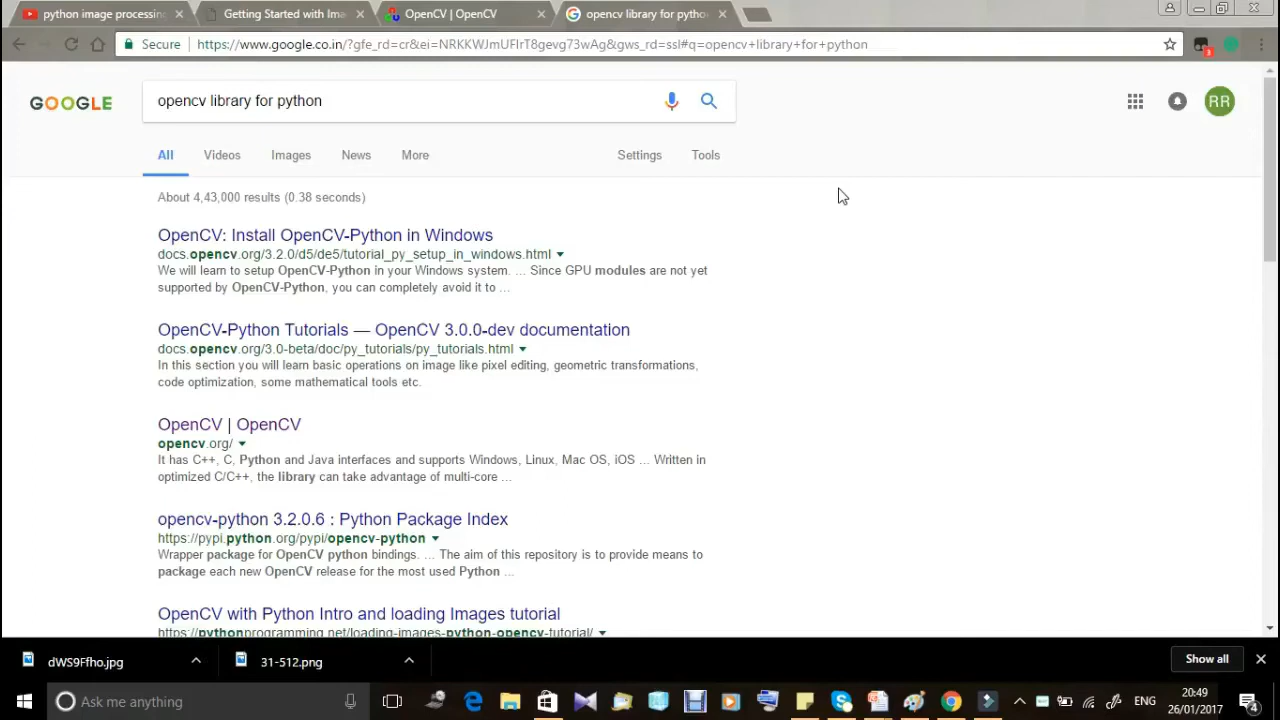 python image processing
Getting Started with Ima
OpenCV | OpenCV
opencv library for pytho
Secure
https://www.google.co.in/?gfe_rd=cr&ei=NRKKWJmUFIrT8gevg73wAg&gws_rd=ssl#q=opencv+library+for+python
3
GOOGLE
opencv library for python
RR
All Videos Images News More Settings Tools
About 4,43,000 results (0.38 seconds)
OpenCV: Install OpenCV-Python in Windows
docs.opencv.org/3.2.0/d5/de5/tutorial_py_setup_in_windows.html
We will learn to setup OpenCV-Python in your Windows system. ... Since GPU modules are not yet
supported by OpenCV-Python, you can completely avoid it to ...
OpenCV-Python Tutorials — OpenCV 3.0.0-dev documentation
docs.opencv.org/3.0-beta/doc/py_tutorials/py_tutorials.html
In this section you will learn basic operations on image like pixel editing, geometric transformations,
code optimization, some mathematical tools etc.
OpenCV | OpenCV
opencv.org/
It has C++, C, Python and Java interfaces and supports Windows, Linux, Mac OS, iOS ... Written in
optimized C/C++, the library can take advantage of multi-core ...
opencv-python 3.2.0.6 : Python Package Index
https://pypi.python.org/pypi/opencv-python
Wrapper package for OpenCV python bindings. ... The aim of this repository is to provide means to
package each new OpenCV release for the most used Python ...
OpenCV with Python Intro and loading Images tutorial
https://pythonprogramming.net/loading-images-python-opencv-tutorial/
dWS9Ffho.jpg
31-512.png
Show all
Ask me anything
ENG
20:49
26/01/2017
4